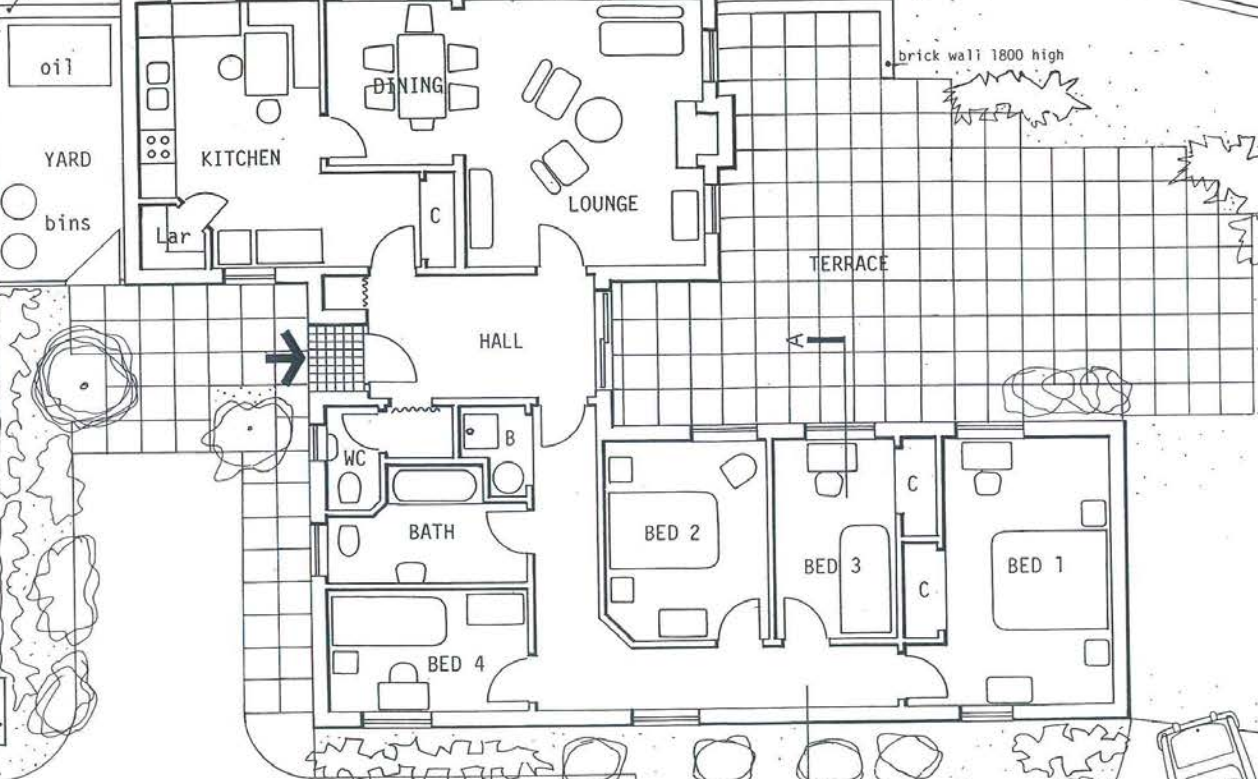 oil
brick wall 1800 high
DINING
YARD
KITCHEN
bins
Lar
C
LOUNGE
TERRACE
HALL
A
WC
B
BATH
BED 2
C
BED 3
BED 1
C
BED 4